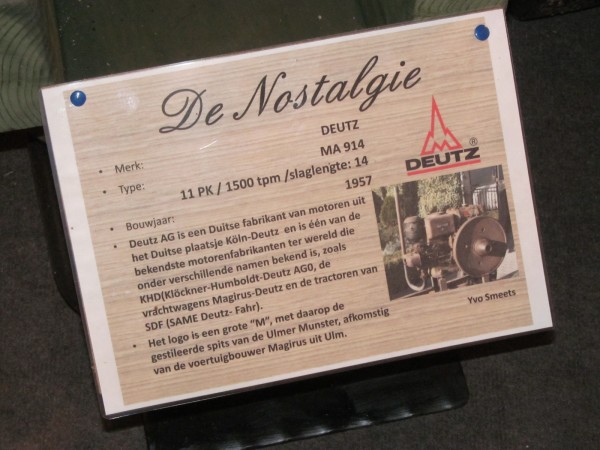 De Nostalgie
• Merk: DEUTZ
• Type: MA 914
11 PK / 1500 tpm /slaglengte: 14
• Bouwjaar: 1957
DEUTZ®
• Deutz AG is een Duitse fabrikant van motoren uit
het Duitse plaatsje Köln-Deutz en is één van de
bekendste motorenfabrikanten ter wereld die
onder verschillende namen bekend is, zoals
KHD(Klöckner-Humboldt-Deutz AG0, de
vrachtwagens Magirus-Deutz en de tractoren van
SDF (SAME Deutz- Fahr).
• Het logo is een grote "M", met daarop de
gestileerde spits van de Ulmer Munster, afkomstig
van de voertuigbouwer Magirus uit Ulm.
Yvo Smeets